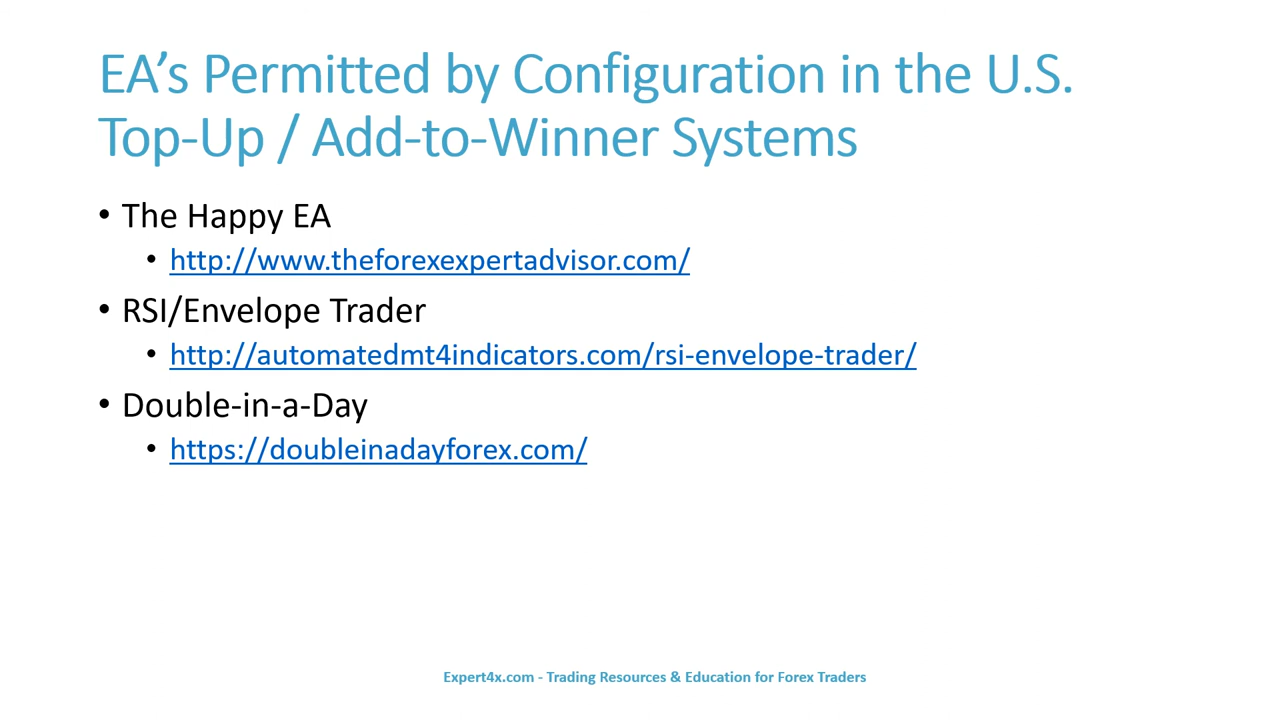 EA’s Permitted by Configuration in the U.S.
Top-Up / Add-to-Winner Systems
• The Happy EA
• http://www.theforexexpertadvisor.com/
• RSI/Envelope Trader
• http://automatedmt4indicators.com/rsi-envelope-trader/
• Double-in-a-Day
• https://doubleinadayforex.com/
Expert4x.com - Trading Resources & Education for Forex Traders